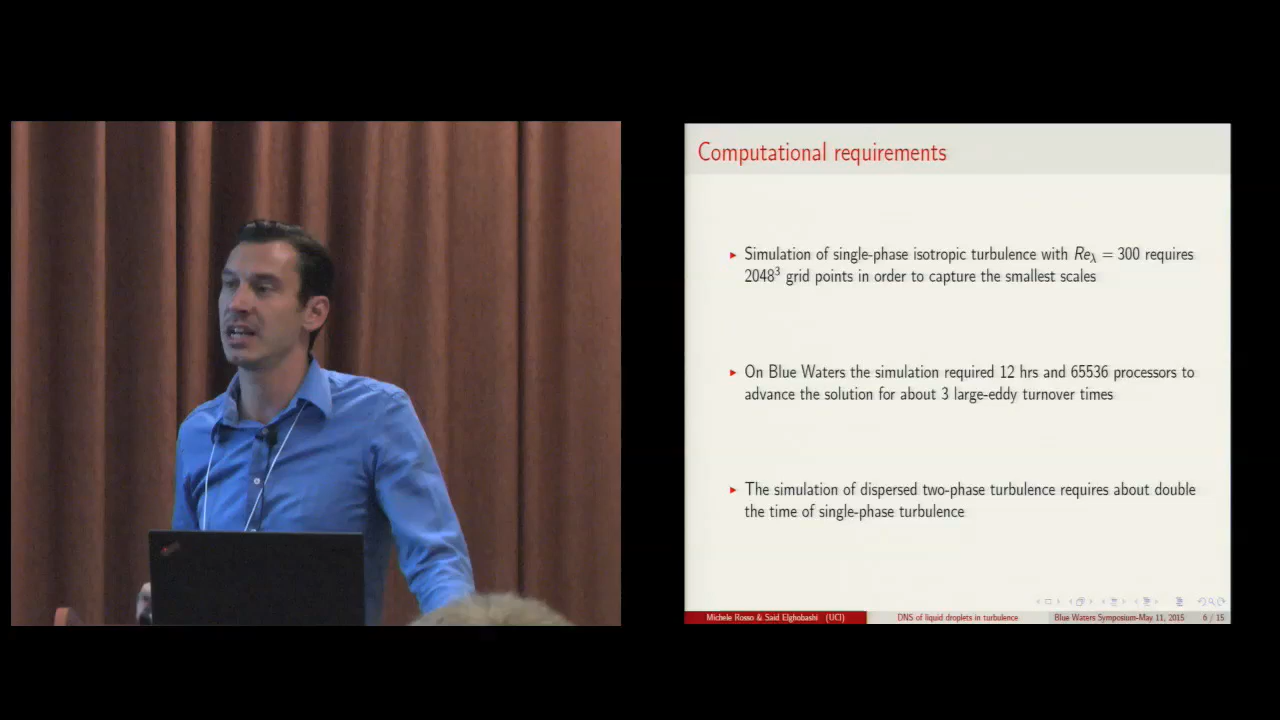 Computational requirements
Simulation of single-phase isotropic turbulence with Reλ = 300 requires
2048³ grid points in order to capture the smallest scales
On Blue Waters the simulation required 12 hrs and 65536 processors to
advance the solution for about 3 large-eddy turnover times
The simulation of dispersed two-phase turbulence requires about double
the time of single-phase turbulence
Michele Rosso & Said Elghobashi (UCI) DNS of liquid droplets in turbulence Blue Waters Symposium-May 11, 2015 6 / 15